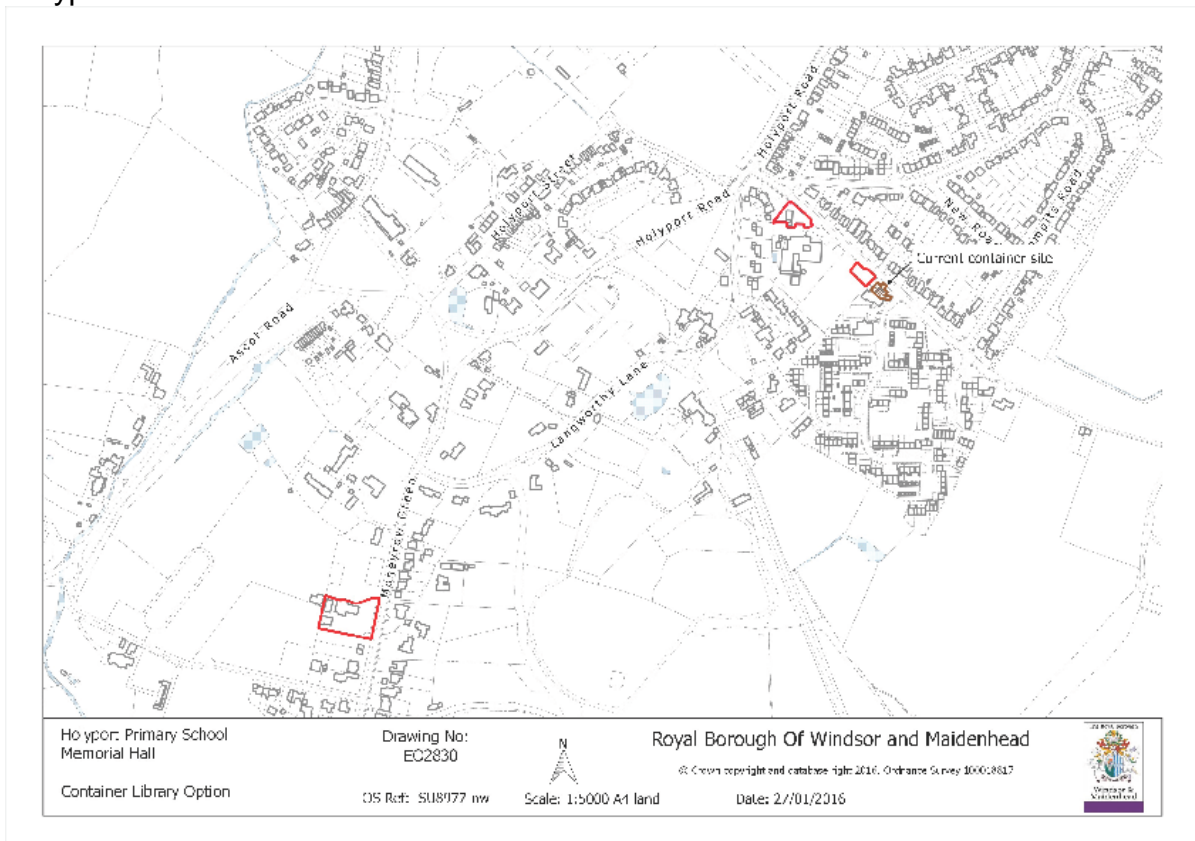 Holyport Road
Holyport Street
Holyport Road
New Road
Current container site
Ascot Road
Langworthy Lane
Moneyrow Green
Holyport Primary School
Memorial Hall
Container Library Option
Drawing No:
EC2830
OS Ref: SU8977 nw
N
Scale: 1:5000 A4 land
Royal Borough Of Windsor and Maidenhead
© Crown copyright and database right 2016. Ordnance Survey 100018817
Date: 27/01/2016
Windsor &
Maidenhead